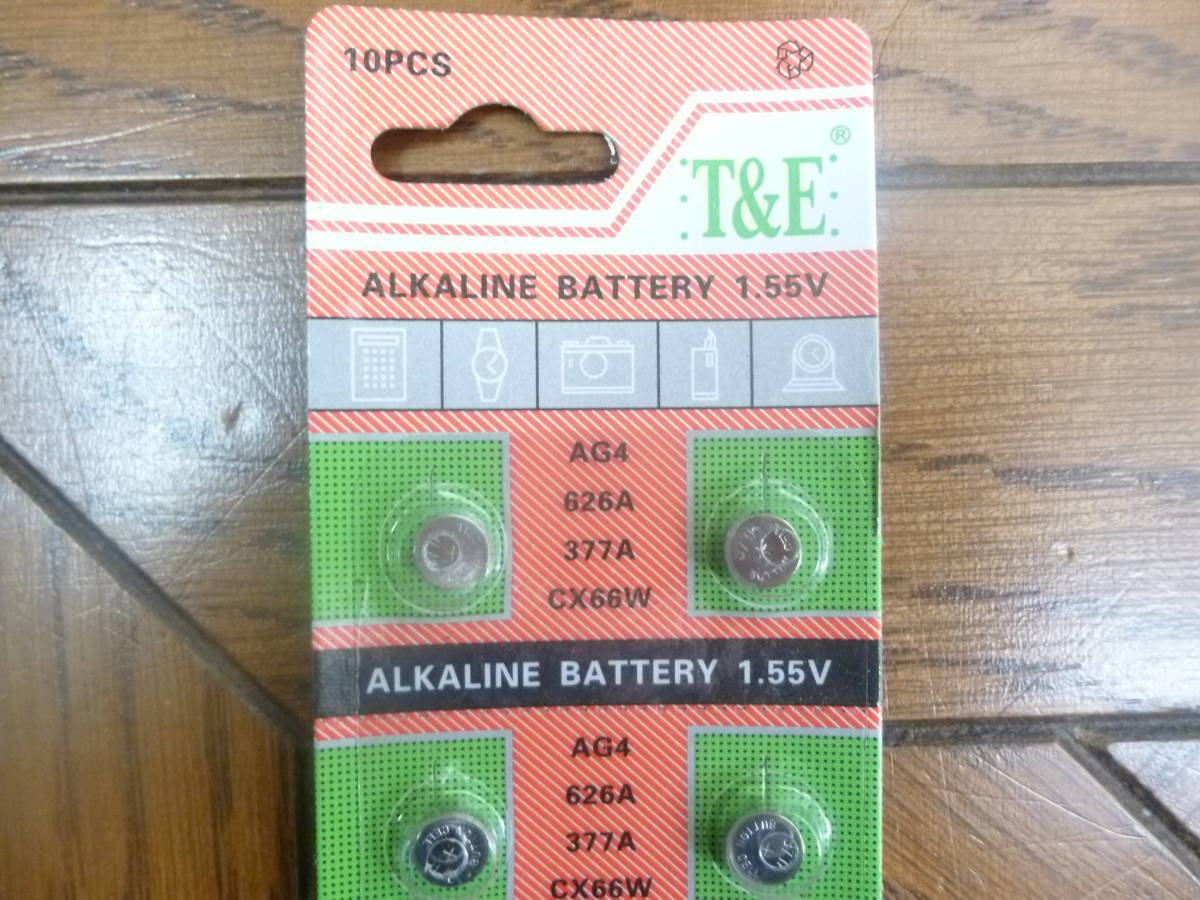 10PCS
T&E®
ALKALINE BATTERY 1.55V
AG4
626A
377A
CX66W
ALKALINE BATTERY 1.55V
AG4
626A
377A
CX66W